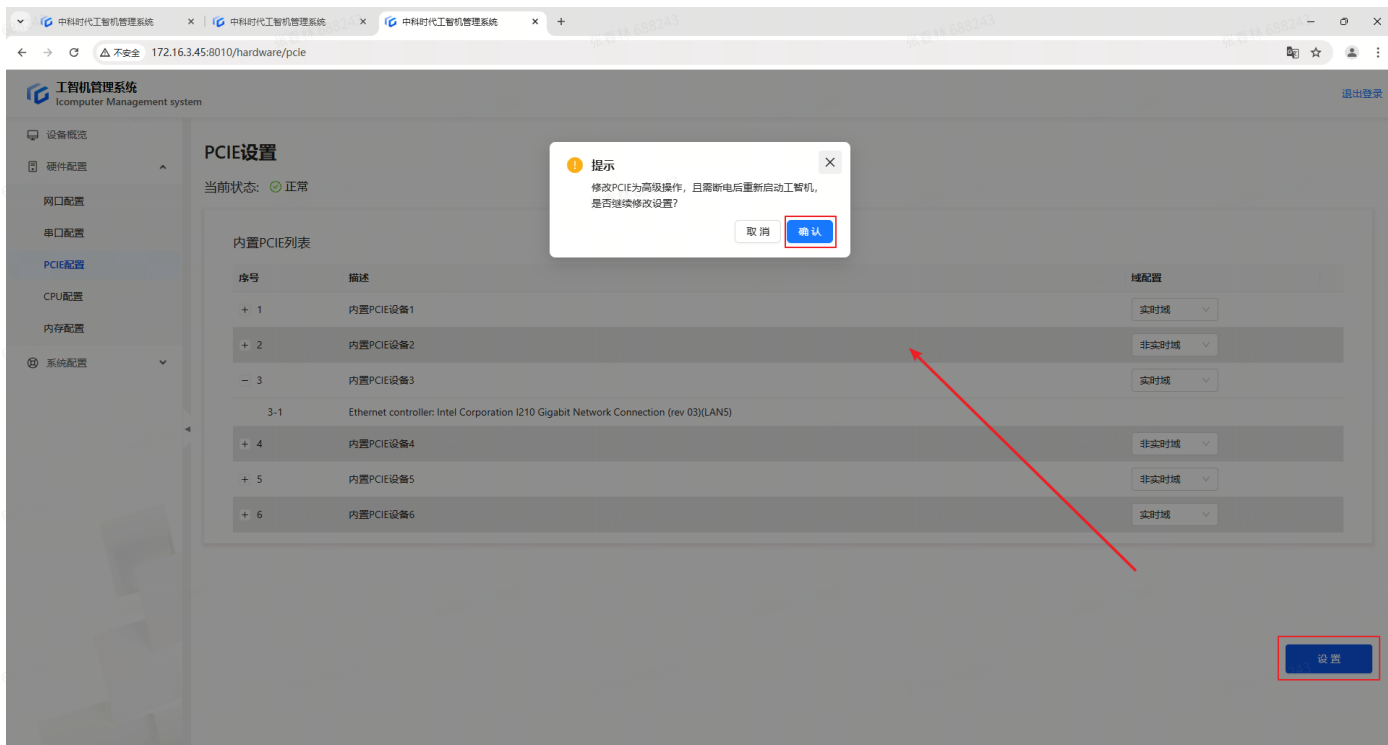 中科时代工智机管理系统
中科时代工智机管理系统
中科时代工智机管理系统
不安全 172.16.3.45:8010/hardware/pcie
工智机管理系统
Icomputer Management system
退出登录
设备概览
硬件配置
网口配置
串口配置
PCIE配置
CPU配置
内存配置
系统配置
PCIE设置
当前状态: 正常
提示
修改PCIE为高级操作，且需断电后重新启动工智机，
是否继续修改设置?
取消 确认
内置PCIE列表
序号 描述 域配置
+ 1 内置PCIE设备1 实时域
+ 2 内置PCIE设备2 非实时域
− 3 内置PCIE设备3 实时域
3-1 Ethernet controller: Intel Corporation I210 Gigabit Network Connection (rev 03)(LAN5)
+ 4 内置PCIE设备4 非实时域
+ 5 内置PCIE设备5 非实时域
+ 6 内置PCIE设备6 实时域
设置